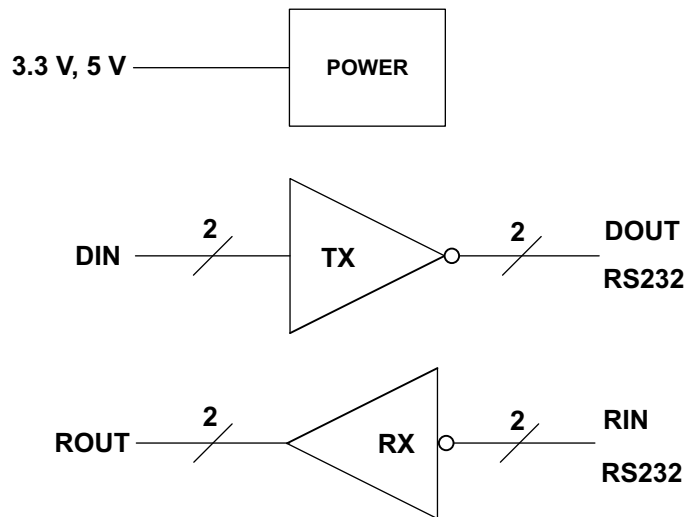 3.3 V, 5 V
POWER
2
2
DIN
TX
DOUT
RS232
2
2
ROUT
RX
RIN
RS232